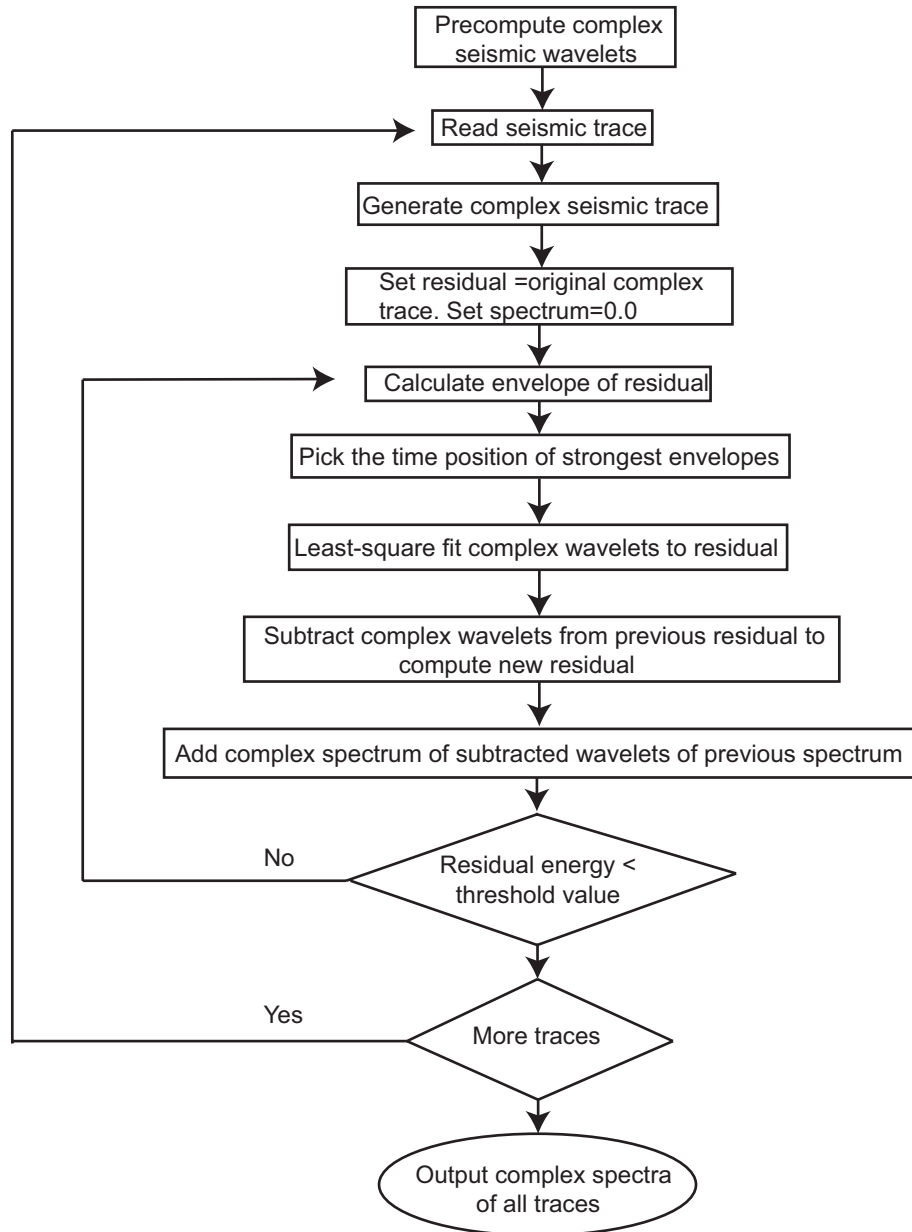 Precompute complex
seismic wavelets
Read seismic trace
Generate complex seismic trace
Set residual =original complex
trace. Set spectrum=0.0
Calculate envelope of residual
Pick the time position of strongest envelopes
Least-square fit complex wavelets to residual
Subtract complex wavelets from previous residual to
compute new residual
Add complex spectrum of subtracted wavelets of previous spectrum
No
Residual energy <
threshold value
Yes
More traces
Output complex spectra
of all traces